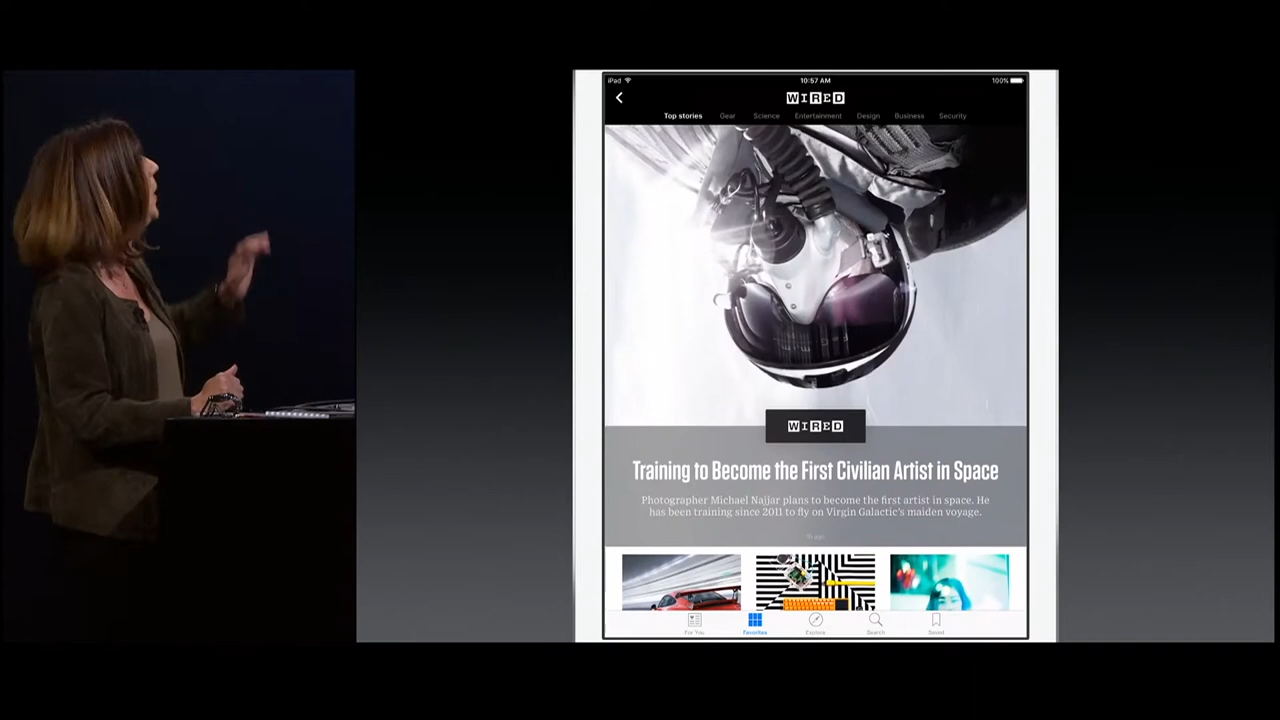 iPad
10:57 AM
100%
WIRED
Top stories Gear Science Entertainment Design Business Security
WIRED
Training to Become the First Civilian Artist in Space
Photographer Michael Najjar plans to become the first artist in space. He
has been training since 2011 to fly on Virgin Galactic's maiden voyage.
1h ago
For You Favorites Explore Search Saved